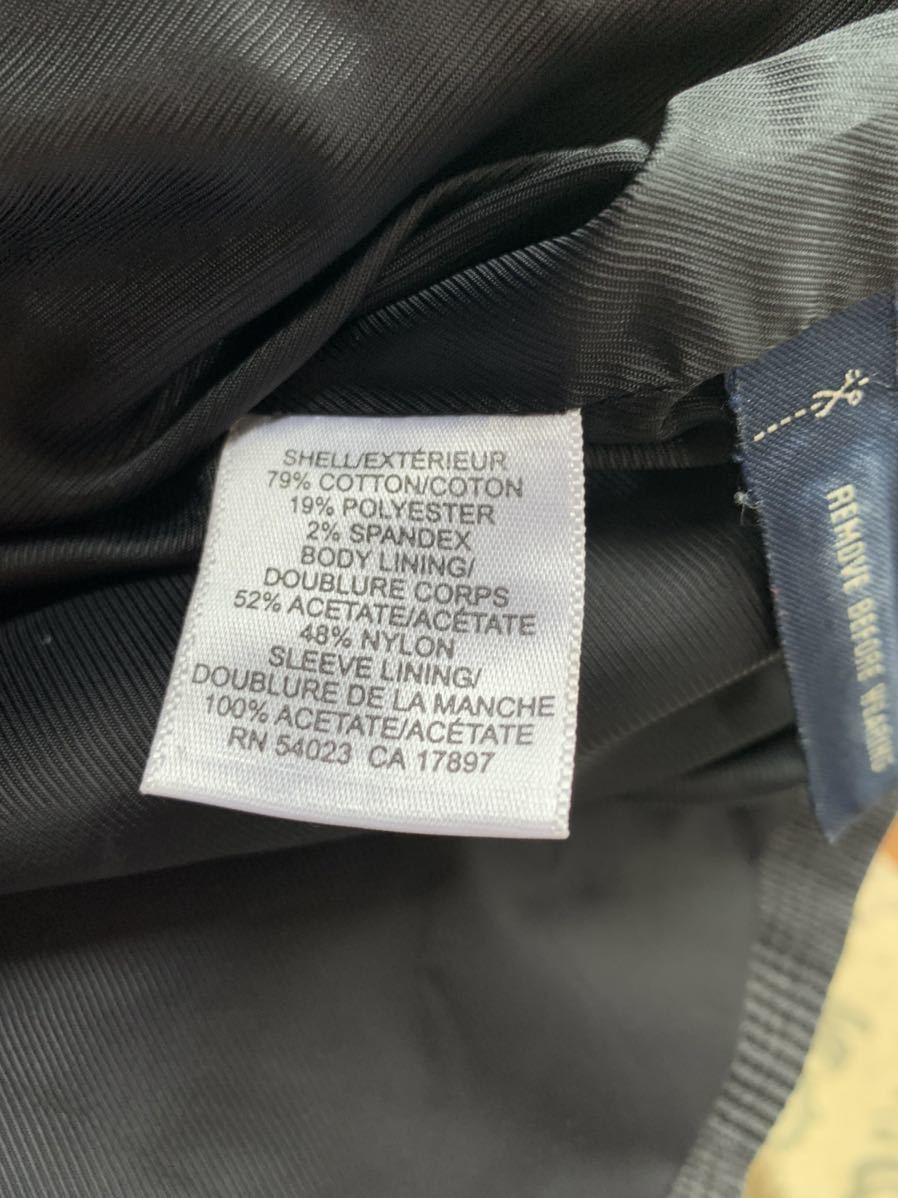 SHELL/EXTÉRIEUR
79% COTTON/COTON
19% POLYESTER
2% SPANDEX
BODY LINING/
DOUBLURE CORPS
52% ACETATE/ACÉTATE
48% NYLON
SLEEVE LINING/
DOUBLURE DE LA MANCHE
100% ACETATE/ACÉTATE
RN 54023 CA 17897
REMOVE BEFORE WEARING